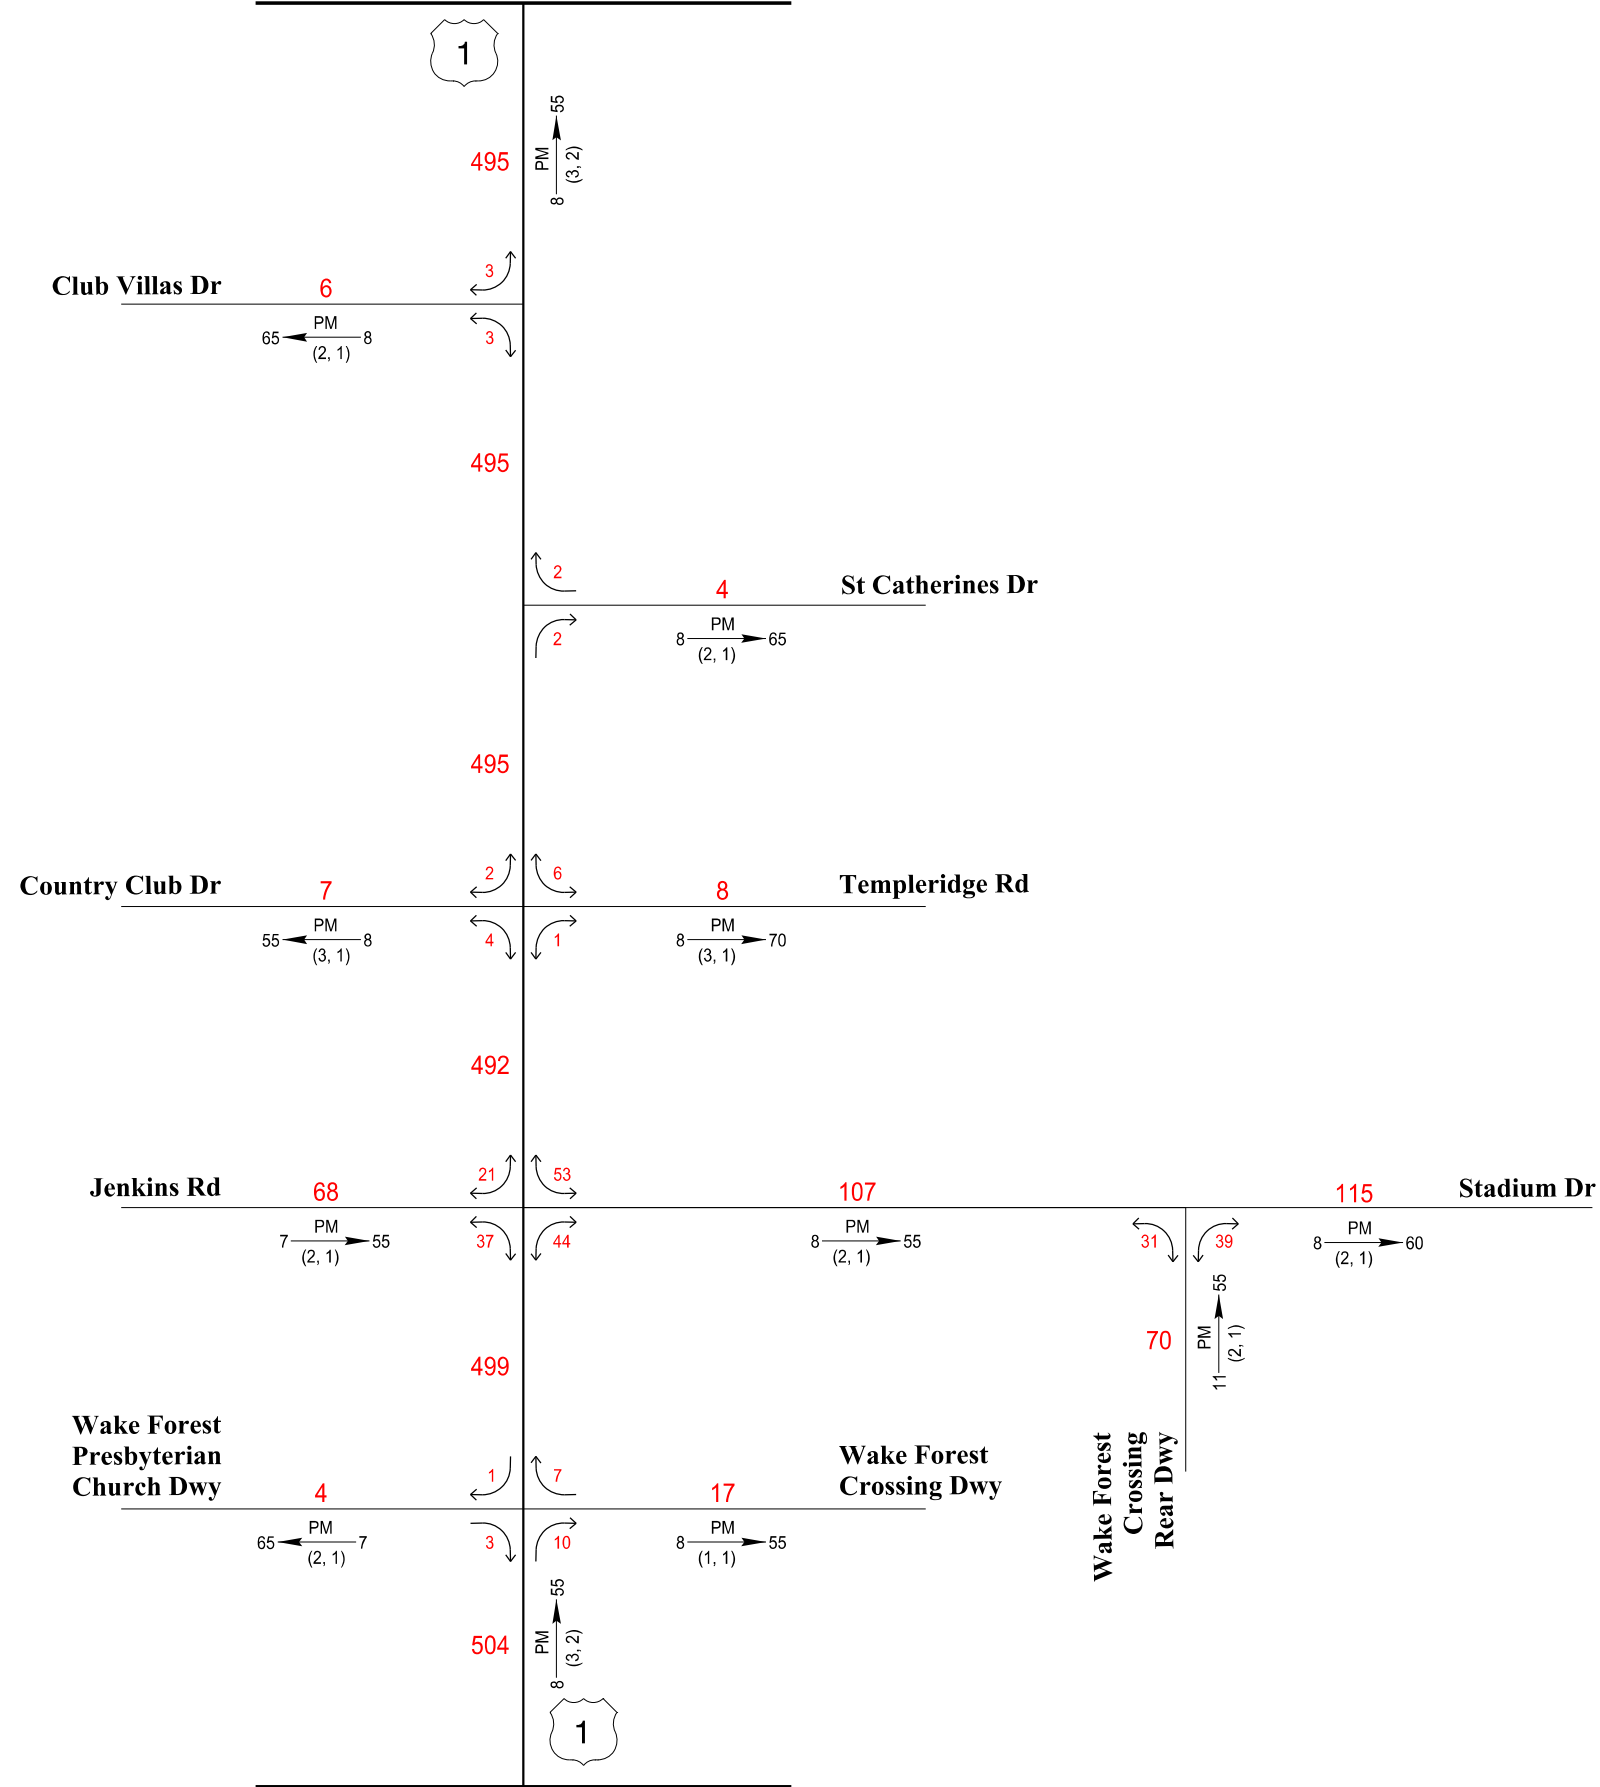 1
55
PM
(3, 2)
8
495
3
Club Villas Dr
6
PM
65 8
(2, 1)
3
495
2
4
St Catherines Dr
2
PM
8 65
(2, 1)
495
2
6
Country Club Dr
7
8
Templeridge Rd
4
1
PM
55 8
(3, 1)
PM
8 70
(3, 1)
492
21
53
Jenkins Rd
68
107
115
Stadium Dr
PM
7 55
(2, 1)
37
44
PM
8 55
(2, 1)
31
39
PM
8 60
(2, 1)
70
55
PM
(2, 1)
11
499
Wake Forest
Presbyterian
Church Dwy
4
1
7
17
Wake Forest
Crossing Dwy
Wake Forest
Crossing
Rear Dwy
PM
65 7
(2, 1)
3
10
PM
8 55
(1, 1)
504
55
PM
(3, 2)
8
1